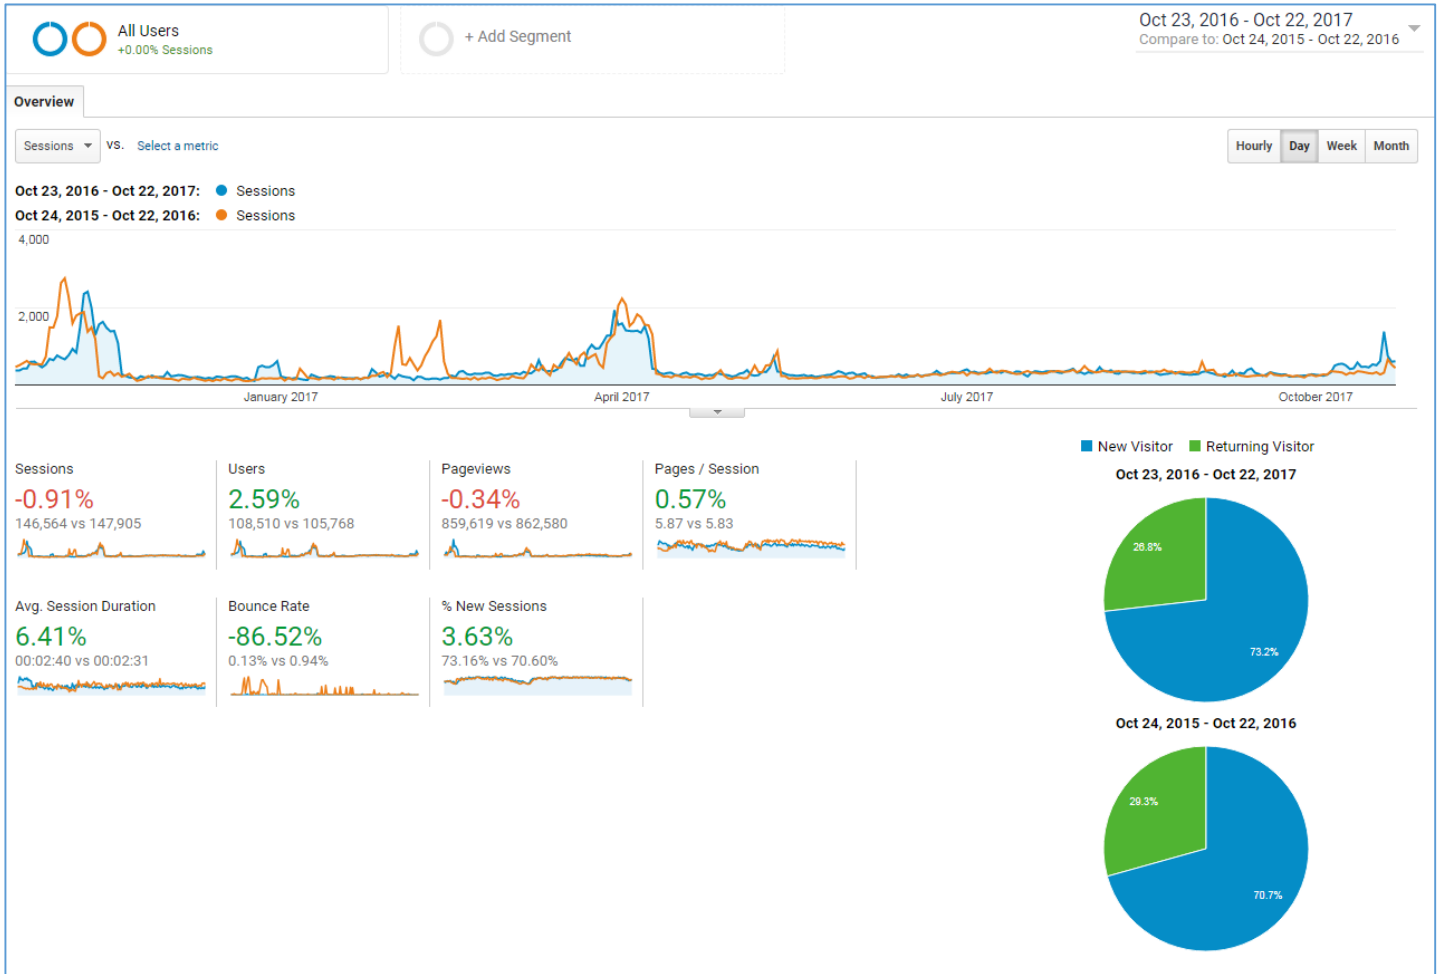 All Users
+0.00% Sessions
+ Add Segment
Oct 23, 2016 - Oct 22, 2017
Compare to: Oct 24, 2015 - Oct 22, 2016
Overview
Sessions VS. Select a metric
Hourly Day Week Month
Oct 23, 2016 - Oct 22, 2017: Sessions
Oct 24, 2015 - Oct 22, 2016: Sessions
4,000
2,000
January 2017 April 2017 July 2017 October 2017
Sessions
-0.91%
146,564 vs 147,905
Users
2.59%
108,510 vs 105,768
Pageviews
-0.34%
859,619 vs 862,580
Pages / Session
0.57%
5.87 vs 5.83
Avg. Session Duration
6.41%
00:02:40 vs 00:02:31
Bounce Rate
-86.52%
0.13% vs 0.94%
% New Sessions
3.63%
73.16% vs 70.60%
New Visitor Returning Visitor
Oct 23, 2016 - Oct 22, 2017
26.8%
73.2%
Oct 24, 2015 - Oct 22, 2016
29.3%
70.7%